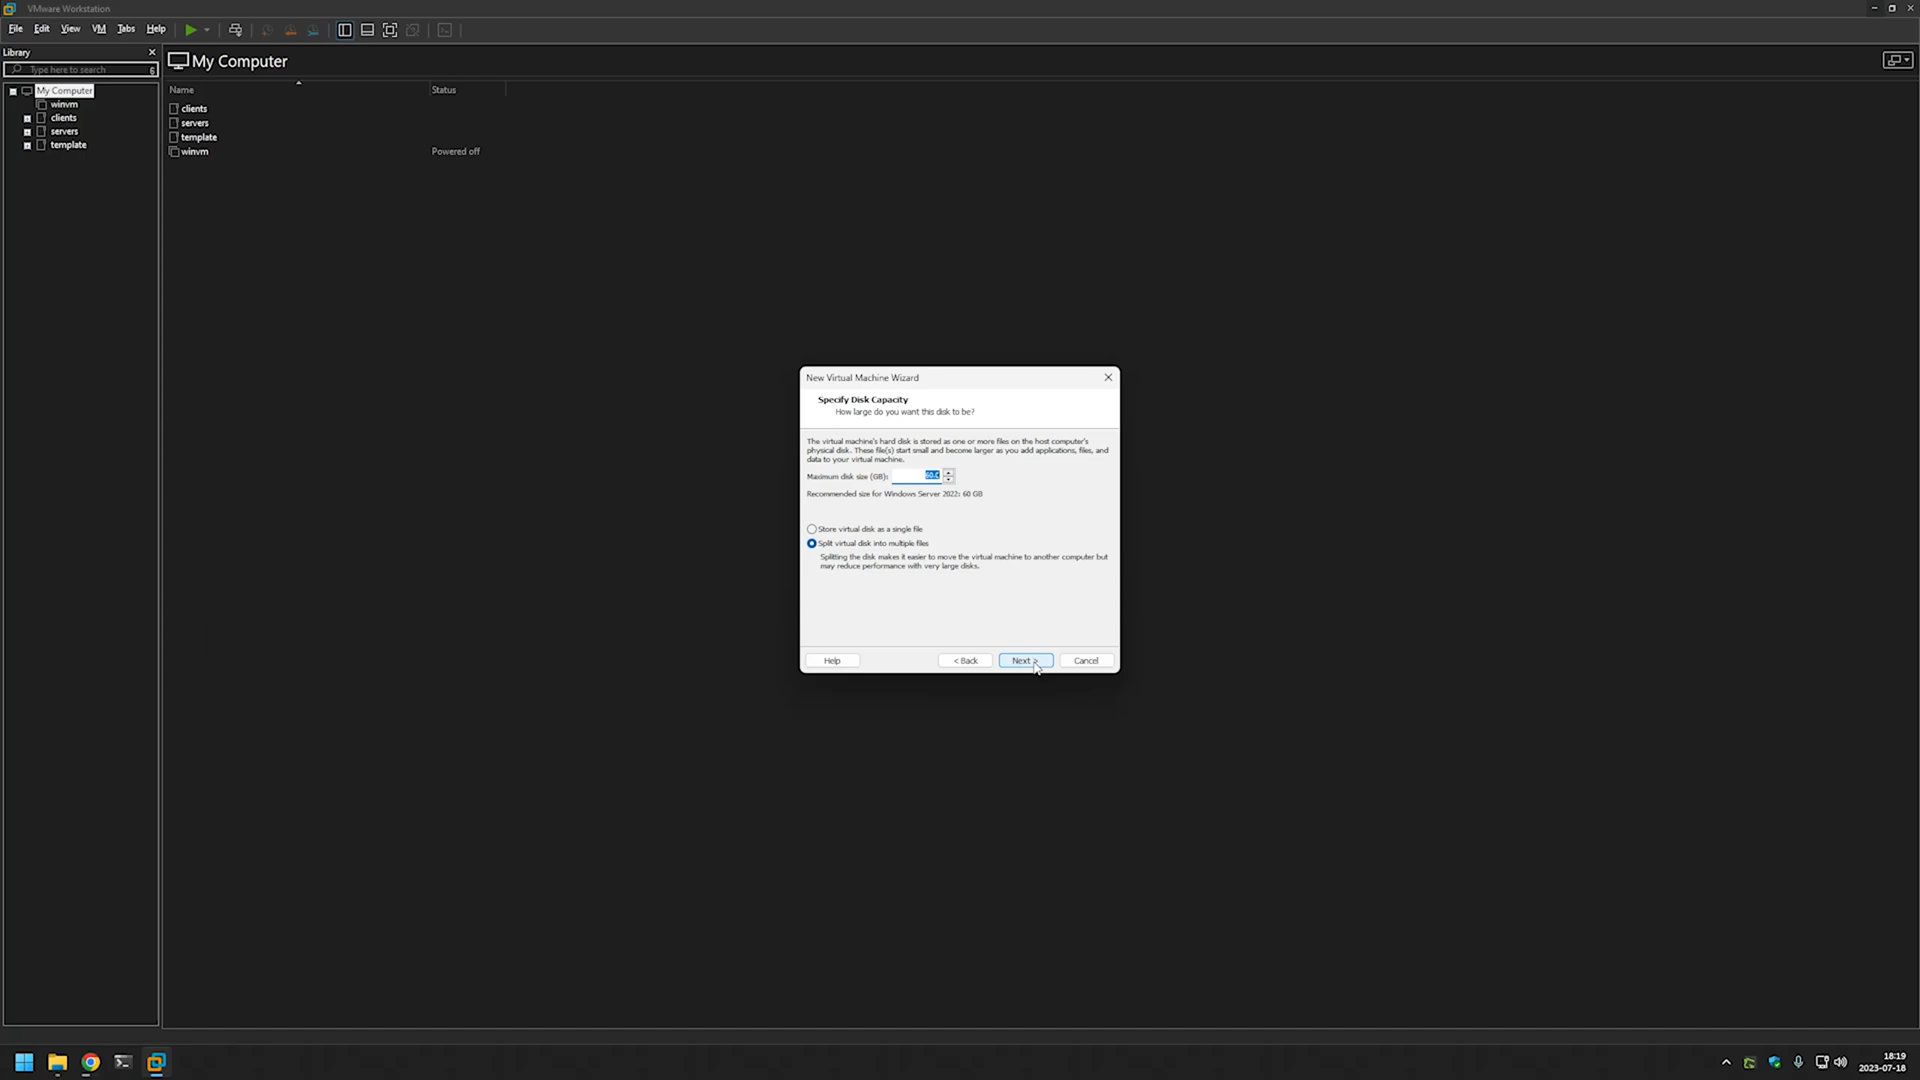 VMware Workstation
File Edit View VM Tabs Help
Library
Type here to search
My Computer
winvm
clients
servers
template
My Computer
Name Status
clients
servers
template
winvm Powered off
New Virtual Machine Wizard
Specify Disk Capacity
How large do you want this disk to be?
The virtual machine's hard disk is stored as one or more files on the host computer's
physical disk. These file(s) start small and become larger as you add applications, files, and
data to your virtual machine.
Maximum disk size (GB): 60.0
Recommended size for Windows Server 2022: 60 GB
Store virtual disk as a single file
Split virtual disk into multiple files
Splitting the disk makes it easier to move the virtual machine to another computer but
may reduce performance with very large disks.
Help < Back Next > Cancel
18:19
2023-07-18